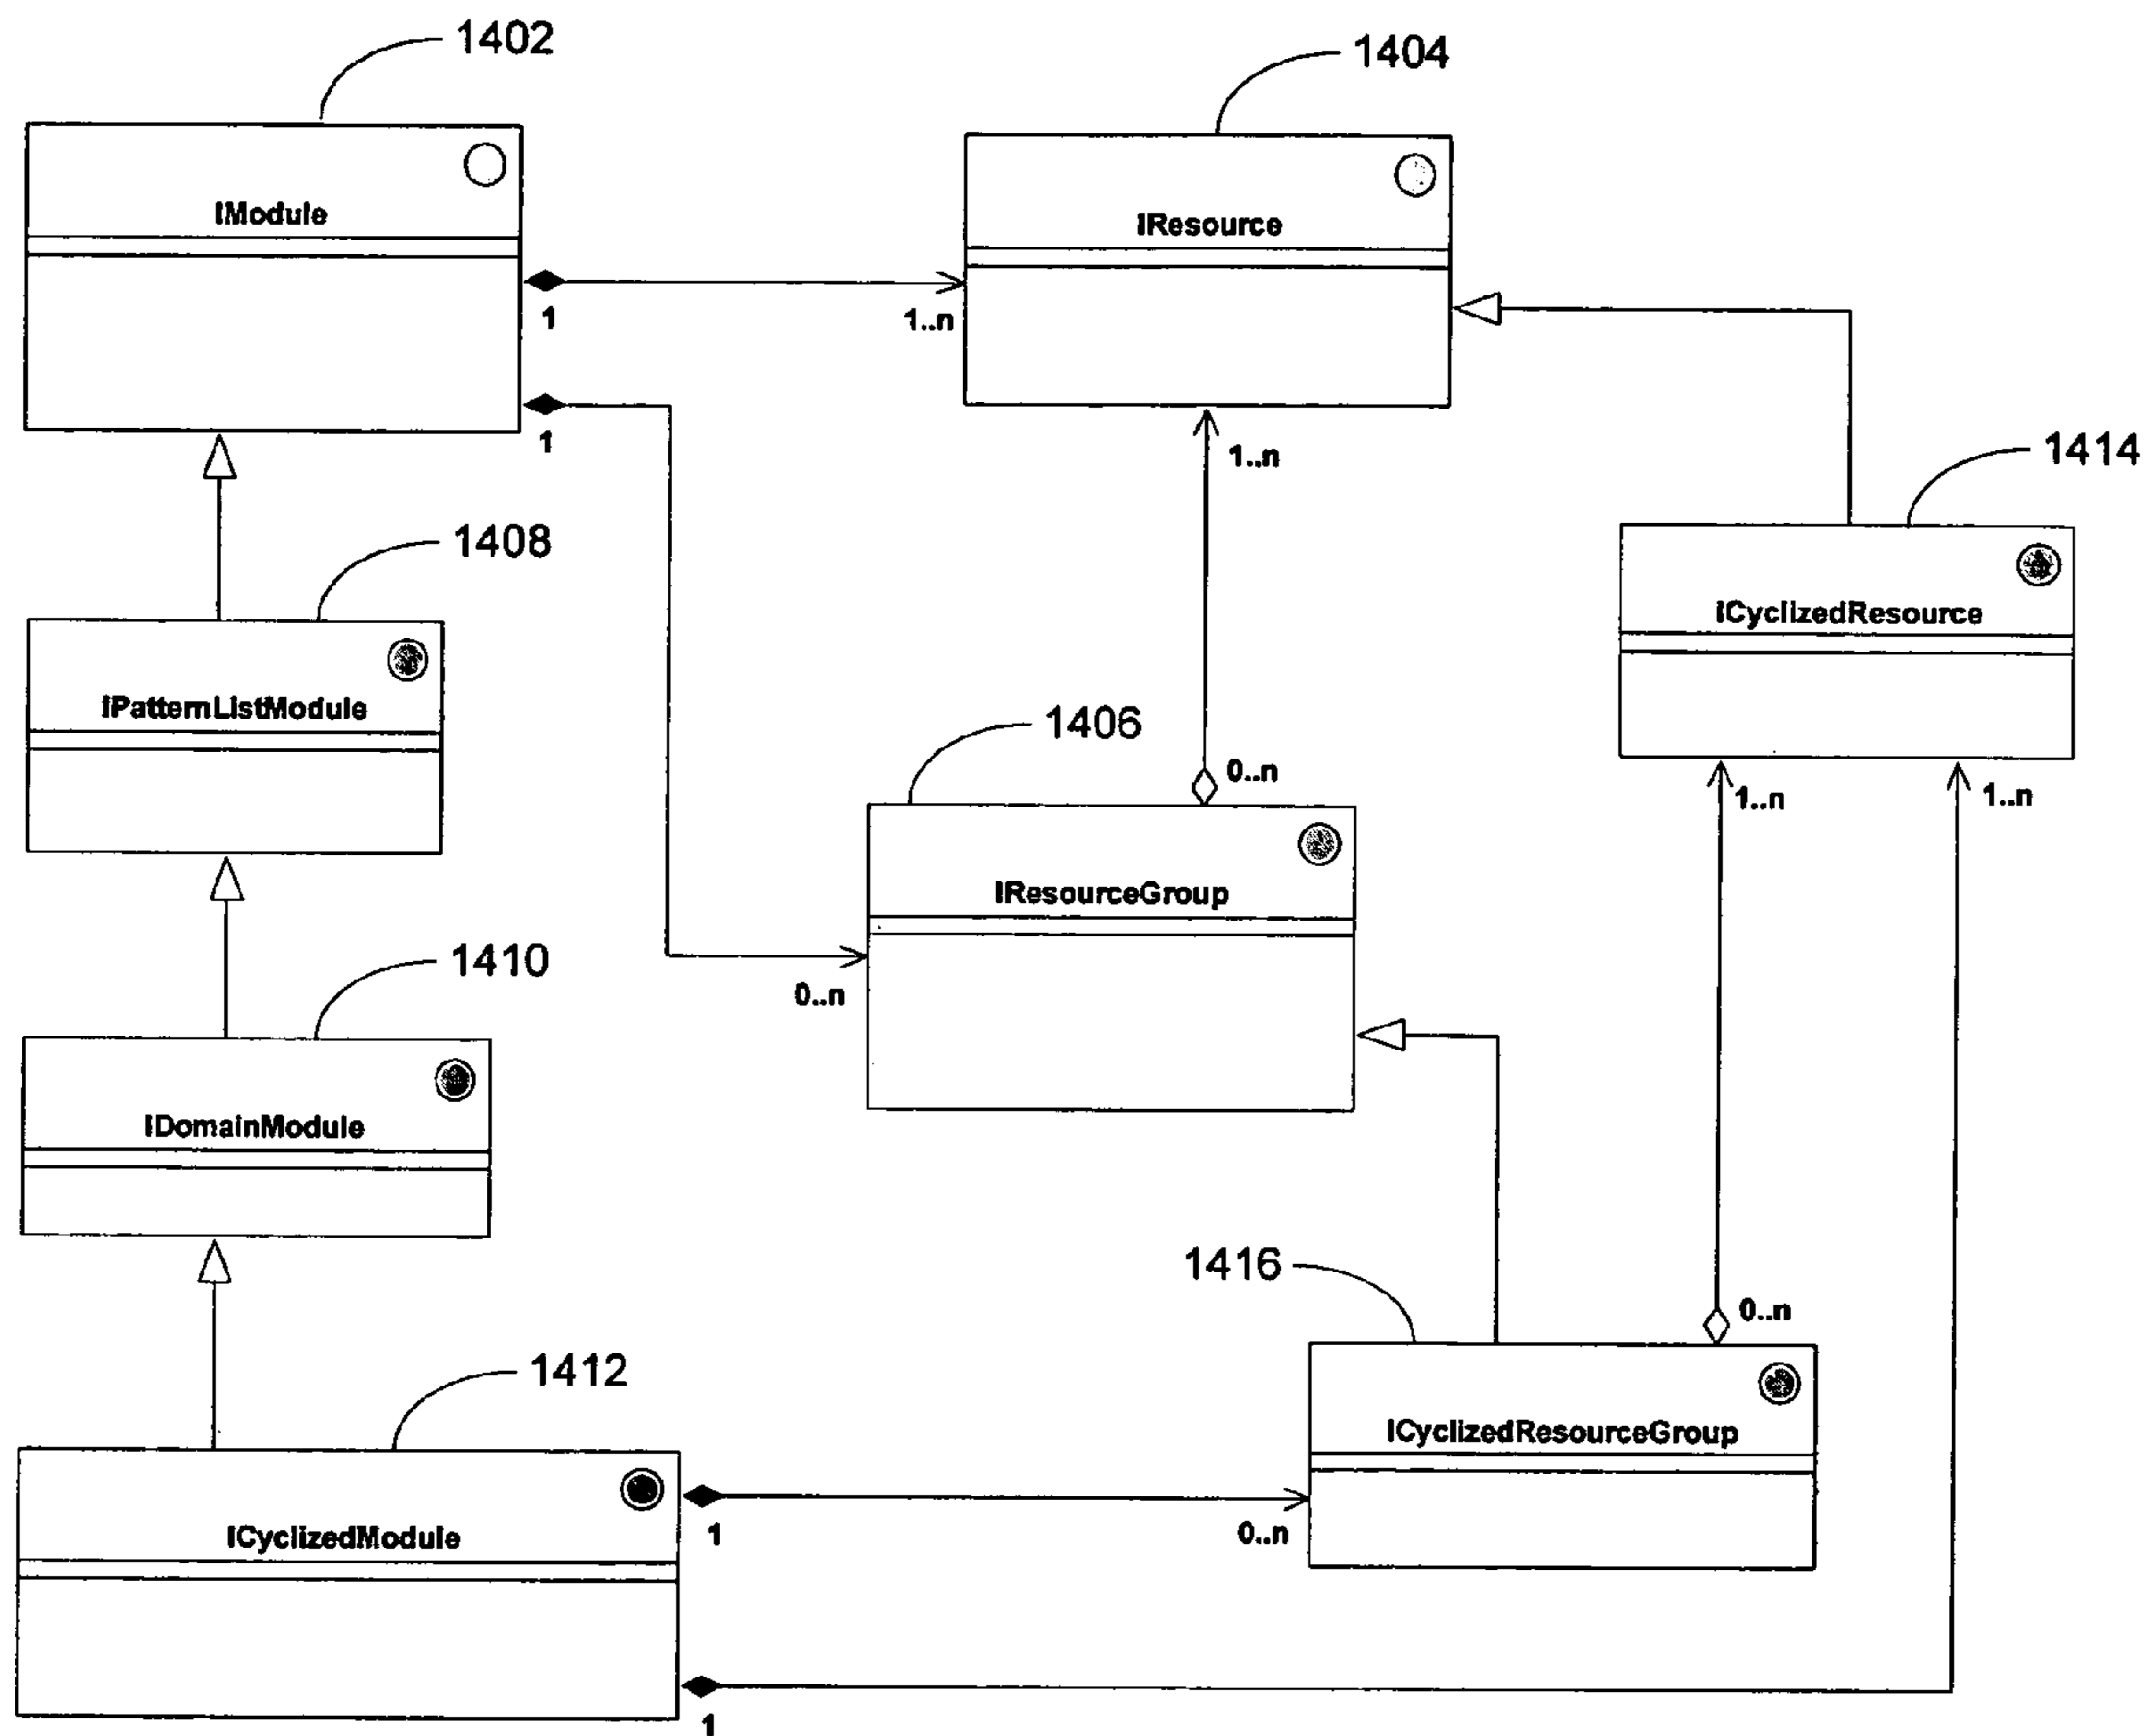 1402
1404
IModule
IResource
1
1..n
1
1..n
1414
1408
ICyclizedResource
IPatternListModule
1406
0..n
1..n
1..n
IResourceGroup
1410
0..n
IDomainModule
1416
0..n
1412
ICyclizedResourceGroup
ICyclizedModule
1
0..n
1